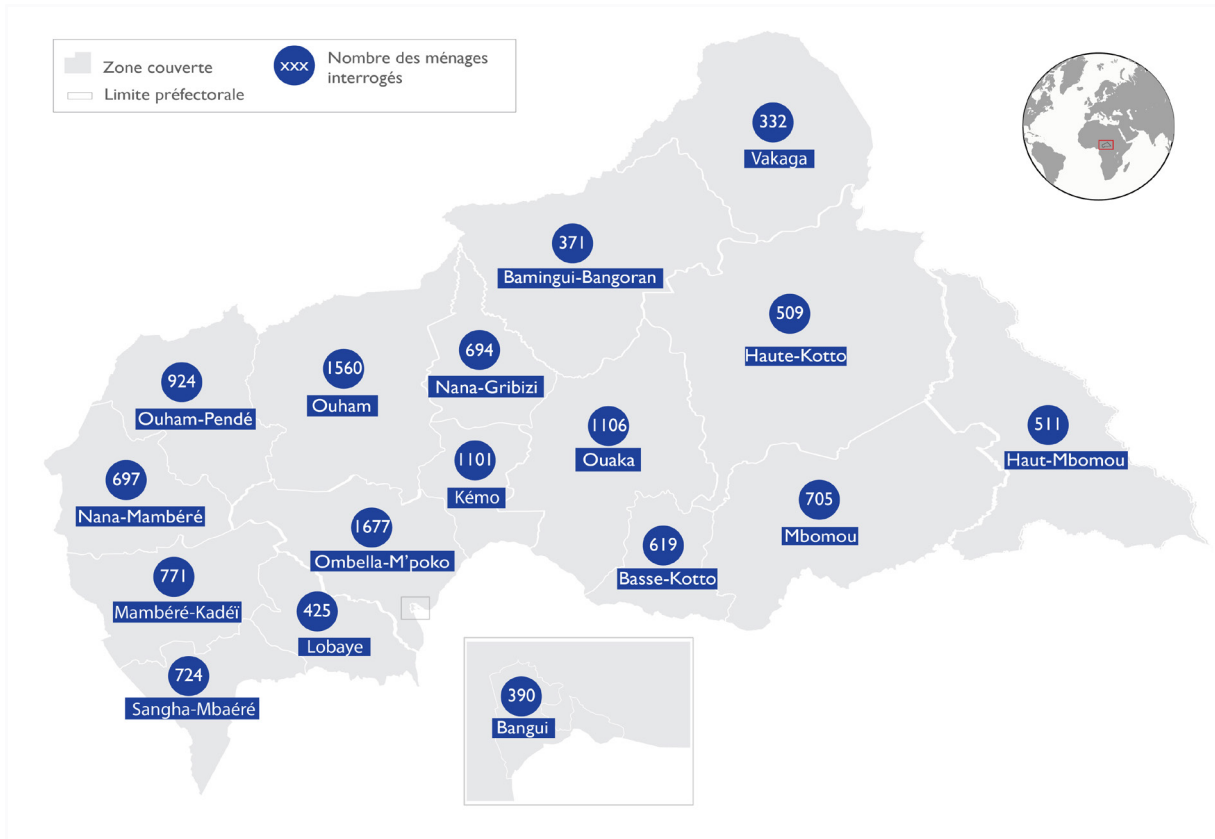 Zone couverte
Limite préfectorale
xxx
Nombre des ménages
interrogés
332
Vakaga
371
Bamingui-Bangoran
509
Haute-Kotto
694
Nana-Gribizi
1560
Ouham
924
Ouham-Pendé
1106
Ouaka
511
Haut-Mbomou
1101
Kémo
697
Nana-Mambéré
705
Mbomou
1677
Ombella-M'poko
619
Basse-Kotto
771
Mambéré-Kadéï
425
Lobaye
724
Sangha-Mbaéré
390
Bangui